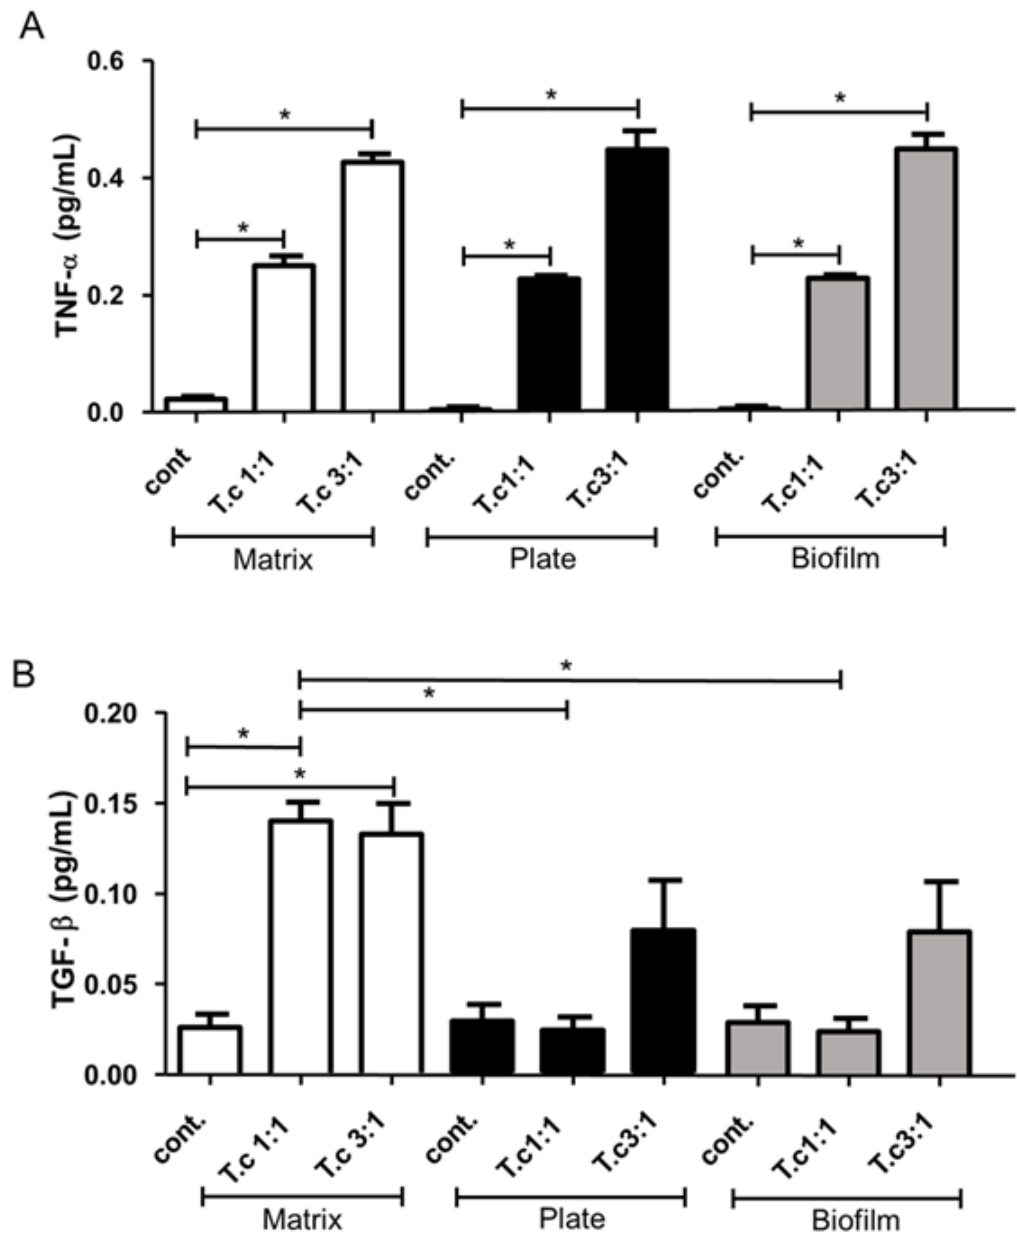 A
TNF-α (pg/mL)
0.6
0.4
0.2
0.0
* * * * * *
cont T.c 1:1 T.c 3:1 cont. T.c1:1 T.c3:1 cont. T.c1:1 T.c3:1
Matrix Plate Biofilm
B
TGF-β (pg/mL)
0.20
0.15
0.10
0.05
0.00
* * * *
cont. T.c 1:1 T.c 3:1 cont. T.c1:1 T.c3:1 cont. T.c1:1 T.c3:1
Matrix Plate Biofilm